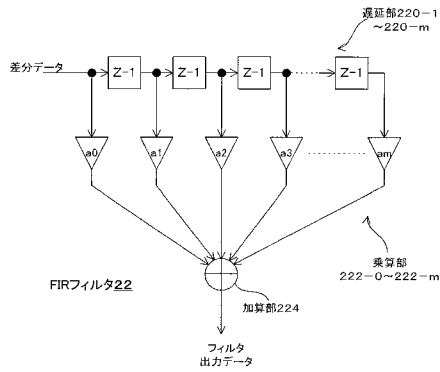 遅延部220-1
～220-m
差分データ
Z-1 Z-1 Z-1 Z-1
a0 a1 a2 a3 am
乗算部
222-0～222-m
FIRフィルタ22
加算部224
フィルタ
出力データ